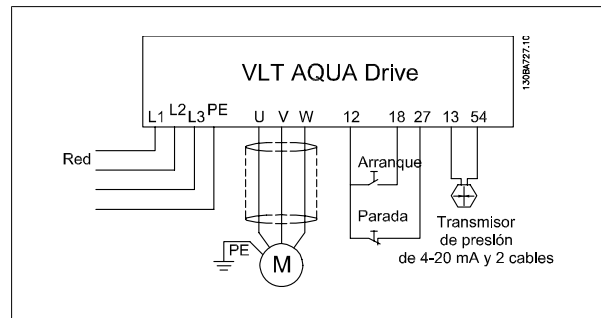 VLT AQUA Drive
130BA727.10
L1 L2 L3 PE U V W 12 18 27 13 54
Red
Arranque
Parada
PE
M
Transmisor
de presión
de 4-20 mA y 2 cables